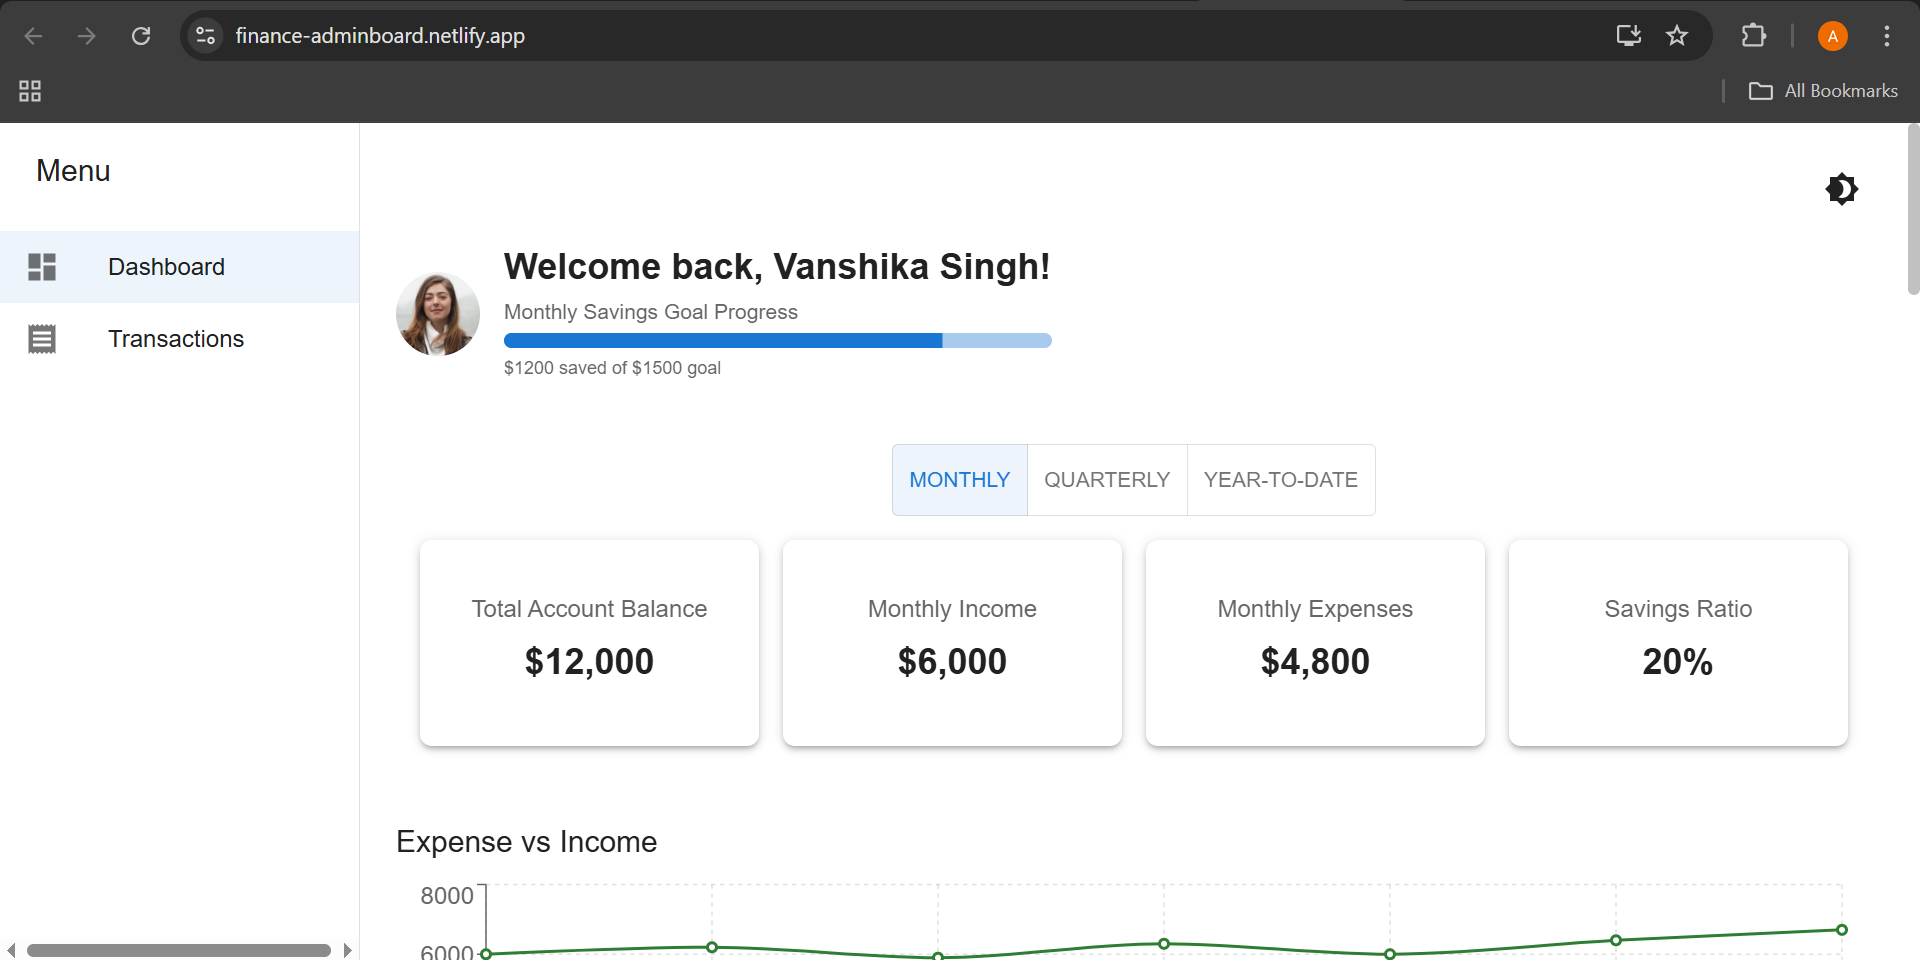 finance-adminboard.netlify.app
A
All Bookmarks
Menu
Dashboard
Transactions
Welcome back, Vanshika Singh!
Monthly Savings Goal Progress
$1200 saved of $1500 goal
MONTHLY QUARTERLY YEAR-TO-DATE
Total Account Balance
$12,000
Monthly Income
$6,000
Monthly Expenses
$4,800
Savings Ratio
20%
Expense vs Income
8000
6000